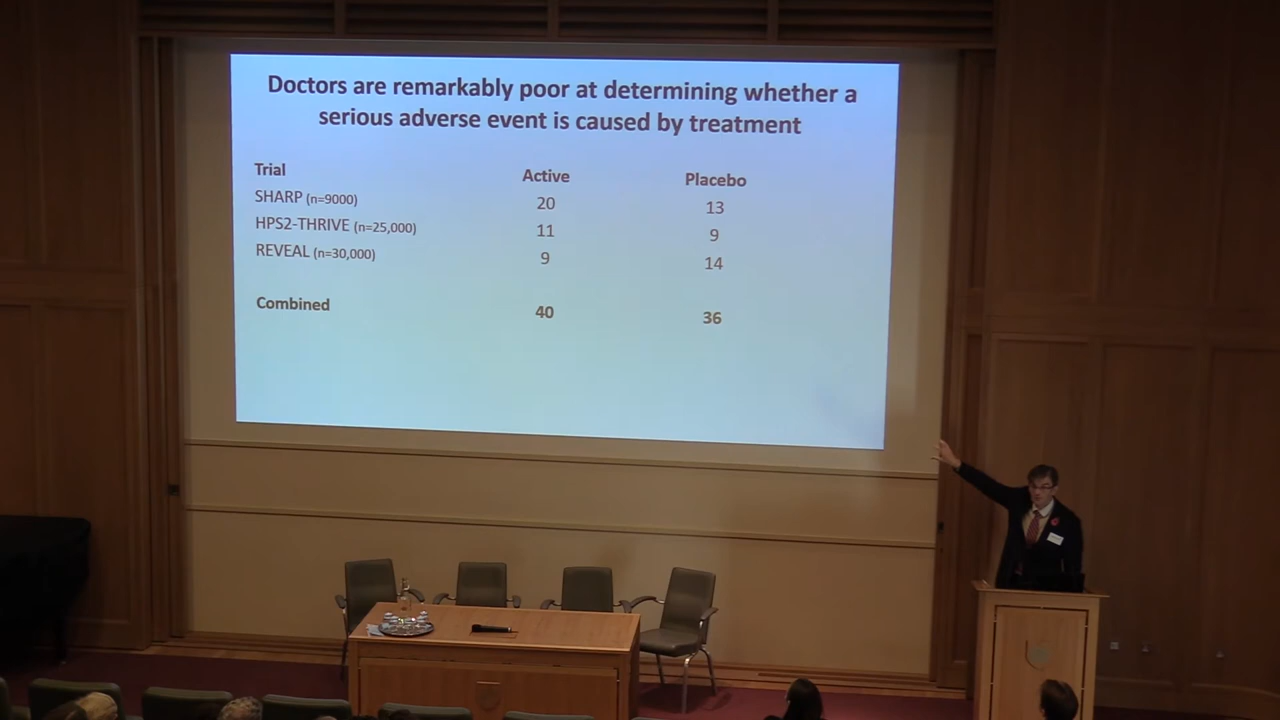 Doctors are remarkably poor at determining whether a
serious adverse event is caused by treatment
Trial Active Placebo
SHARP (n=9000) 20 13
HPS2-THRIVE (n=25,000) 11 9
REVEAL (n=30,000) 9 14
Combined 40 36